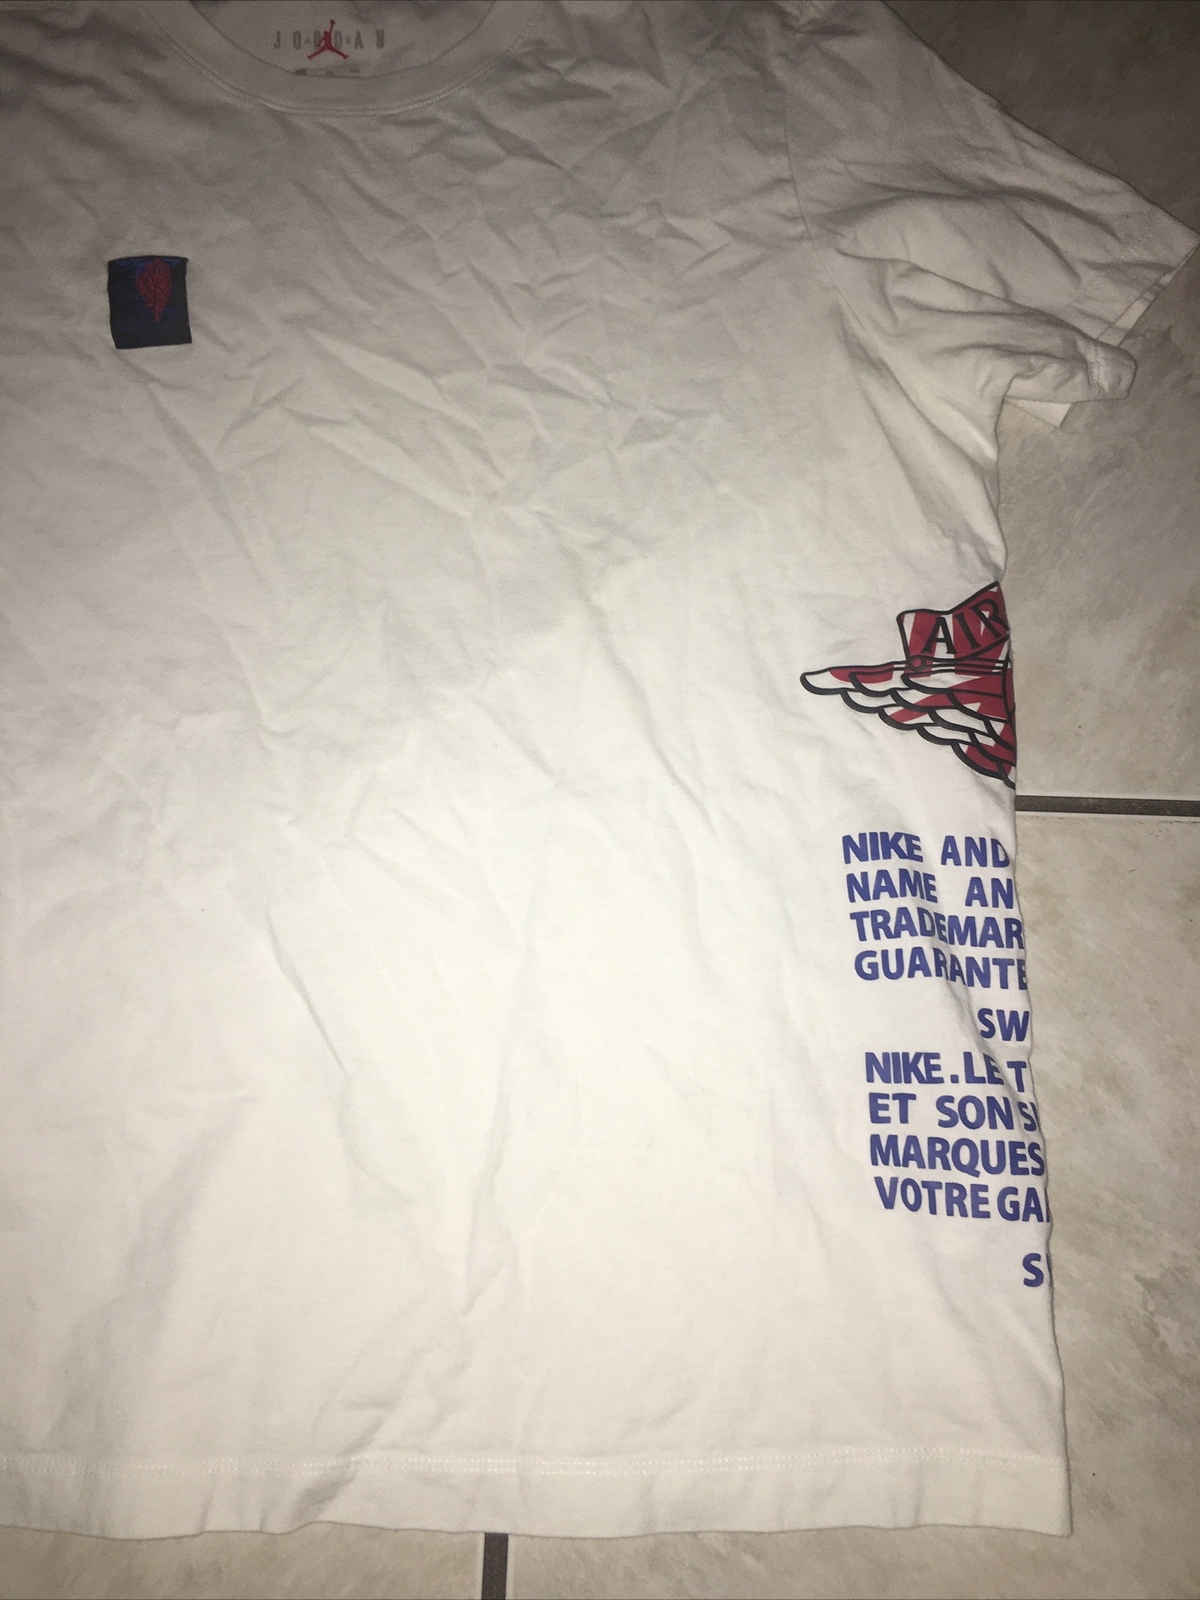 JORDAN
AIR
NIKE AND
NAME AN
TRADEMAR
GUARANTE
SW
NIKE.LE T
ET SON S
MARQUES
VOTRE GA
S